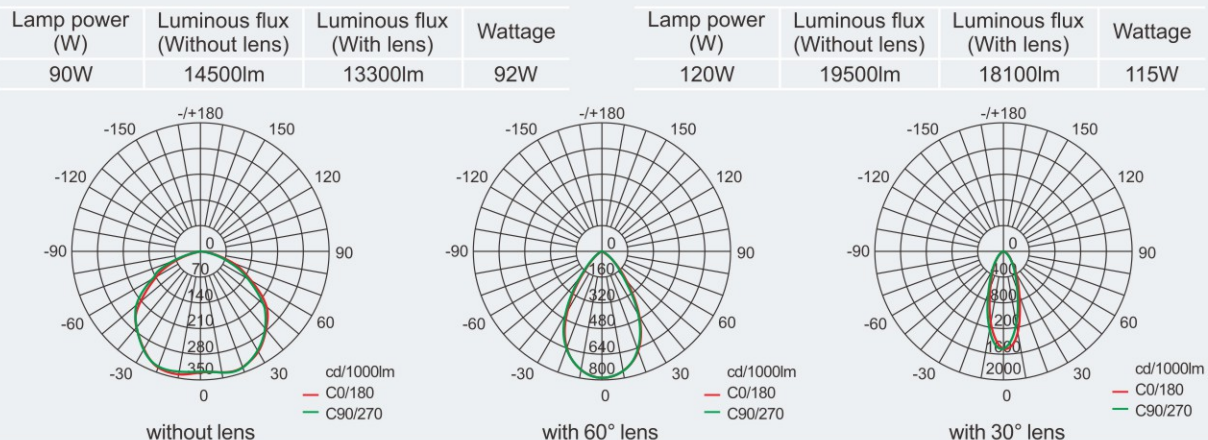 Lamp power (W) Luminous flux (Without lens) Luminous flux (With lens) Wattage
90W 14500lm 13300lm 92W
Lamp power (W) Luminous flux (Without lens) Luminous flux (With lens) Wattage
120W 19500lm 18100lm 115W
-/+180
-150 150
-120 120
-90 0 90
70
140
210
-60 60
280
350
-30 30
0
cd/1000lm
C0/180
C90/270
without lens
-/+180
-150 150
-120 120
-90 0 90
160
320
480
-60 60
640
800
-30 30
0
cd/1000lm
C0/180
C90/270
with 60° lens
-/+180
-150 150
-120 120
-90 0 90
400
800
-60 60
2000
-30 30
0
cd/1000lm
C0/180
C90/270
with 30° lens